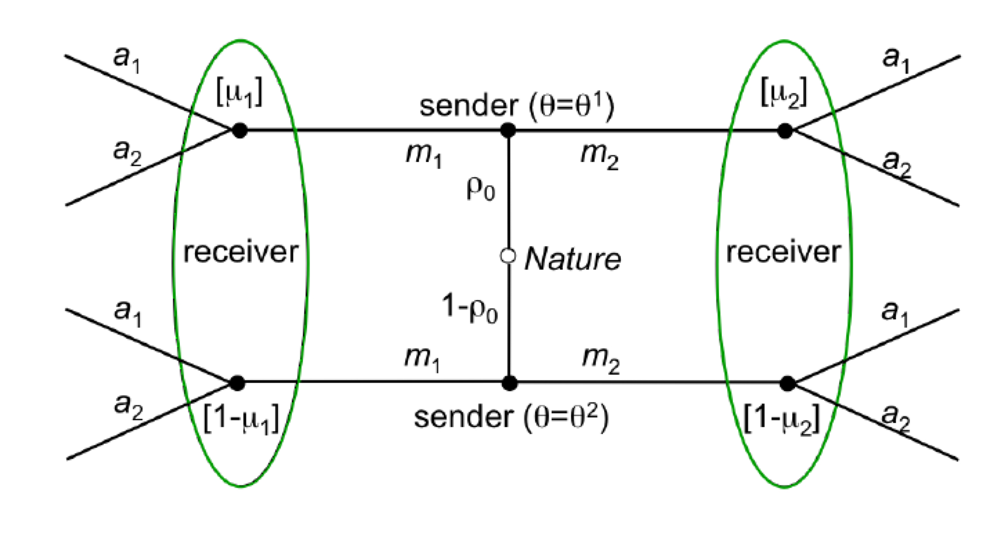 a₁
[μ₁]
sender (θ=θ¹)
[μ₂]
a₁
a₂
m₁
m₂
a₂
ρ₀
receiver
Nature
receiver
1-ρ₀
a₁
a₁
m₁
m₂
a₂
[1-μ₁]
sender (θ=θ²)
[1-μ₂]
a₂